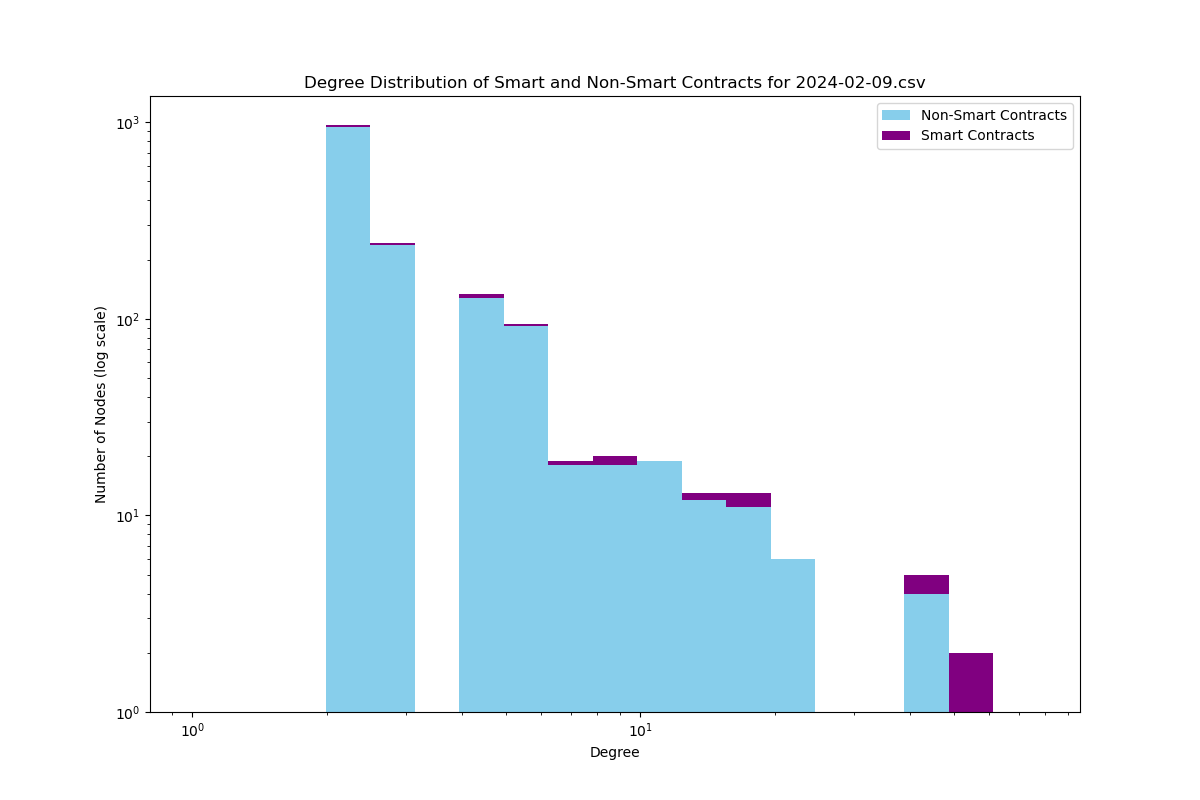 Degree Distribution of Smart and Non-Smart Contracts for 2024-02-09.csv
Non-Smart Contracts
Smart Contracts
Number of Nodes (log scale)
10³
10²
10¹
10⁰
10⁰ 10¹
Degree